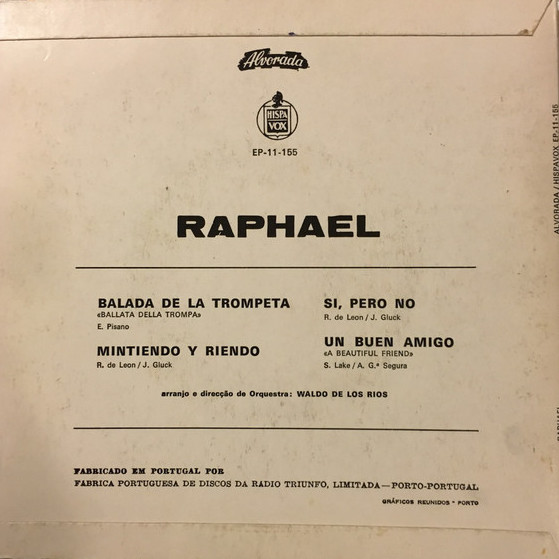 Alvorada
HISPA
VOX
EP-11-155
RAPHAEL
BALADA DE LA TROMPETA
«BALLATA DELLA TROMPA»
E. Pisano
MINTIENDO Y RIENDO
R. de Leon / J. Gluck
SI, PERO NO
R. de Leon / J. Gluck
UN BUEN AMIGO
«A BEAUTIFUL FRIEND»
S. Lake / A. G.ª Segura
arranjo e direcção de Orquestra: WALDO DE LOS RIOS
FABRICADO EM PORTUGAL POR
FABRICA PORTUGUESA DE DISCOS DA RADIO TRIUNFO, LIMITADA — PORTO-PORTUGAL
GRÁFICOS REUNIDOS * PORTO
ALVORADA / HISPAVOX EP-11-155